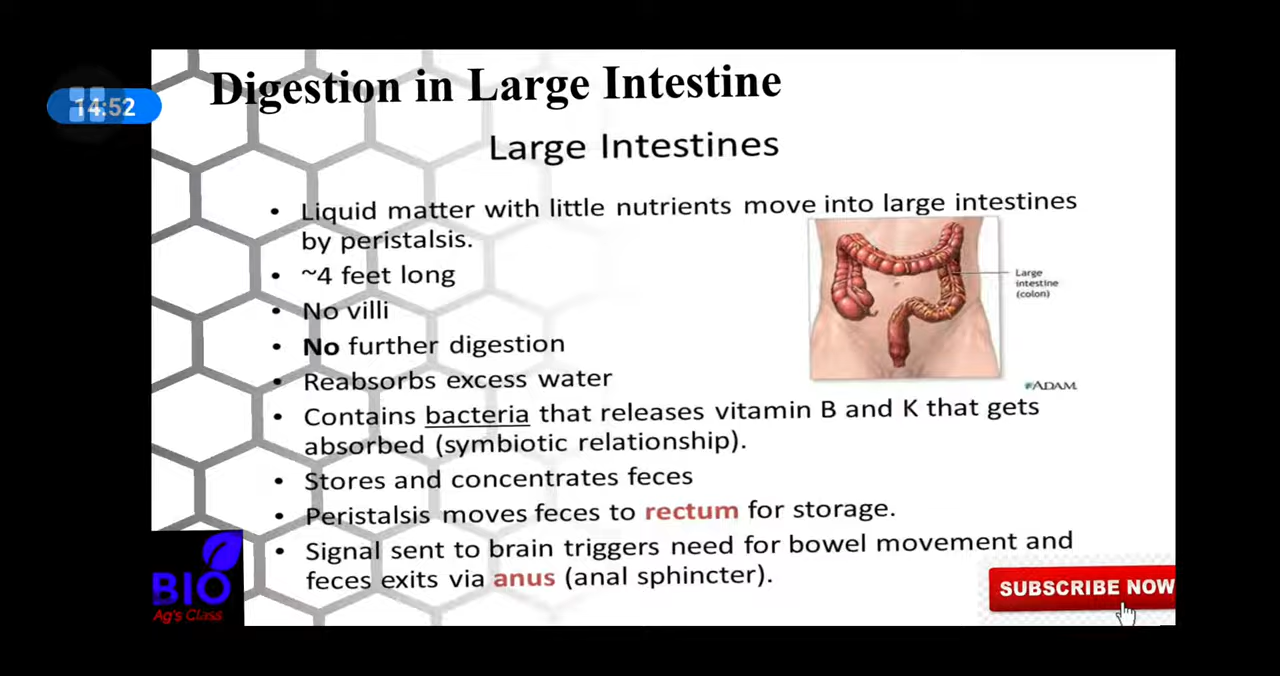 Digestion in Large Intestine
14:52
Large Intestines
• Liquid matter with little nutrients move into large intestines
by peristalsis.
• ~4 feet long
• No villi
• No further digestion
• Reabsorbs excess water
Large
intestine
(colon)
ADAM
• Contains bacteria that releases vitamin B and K that gets
absorbed (symbiotic relationship).
• Stores and concentrates feces
• Peristalsis moves feces to rectum for storage.
• Signal sent to brain triggers need for bowel movement and
feces exits via anus (anal sphincter).
BIO
Ag's Class
SUBSCRIBE NOW